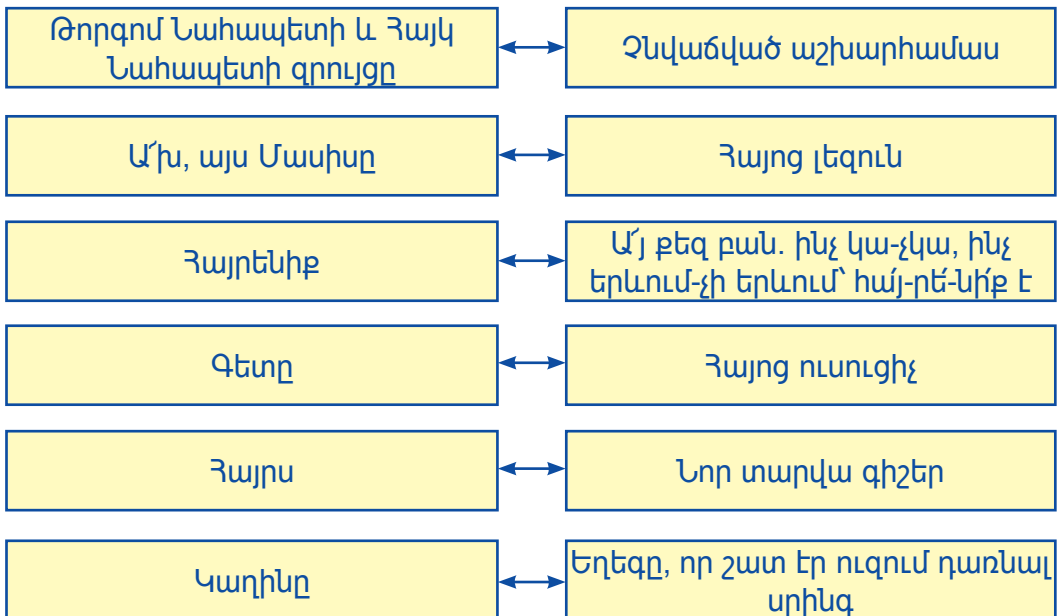 Թորգոմ Նահապետի և Հայկ
Նահապետի զրույցը
Չնվաճված աշխարհամաս
Ա՜խ, այս Մասիսը
Հայոց լեզուն
Հայրենիք
Ա՛յ քեզ բան. ինչ կա-չկա, ինչ
երևում-չի երևում՝ հա՛յ-րե՛-նի՛ք է
Գետը
Հայոց ուսուցիչ
Հայրս
Նոր տարվա գիշեր
Կաղինը
Եղեգը, որ շատ էր ուզում դառնալ
սրինգ